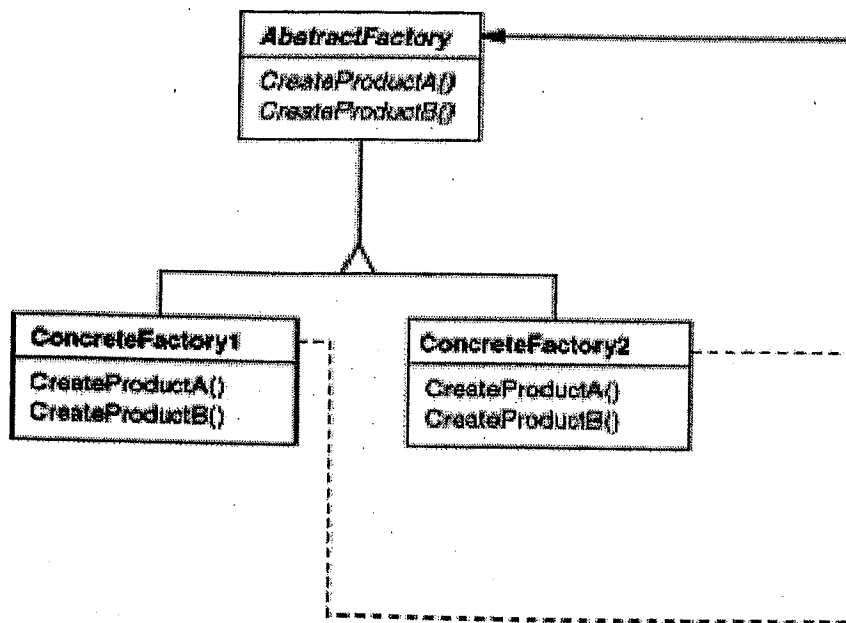 AbstractFactory
CreateProductA()
CreateProductB()
ConcreteFactory1
CreateProductA()
CreateProductB()
ConcreteFactory2
CreateProductA()
CreateProductB()